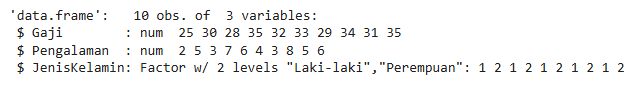 'data.frame':   10 obs. of  3 variables:
 $ Gaji        : num  25 30 28 35 32 33 29 34 31 35
 $ Pengalaman  : num  2 5 3 7 6 4 3 8 5 6
 $ JenisKelamin: Factor w/ 2 levels "Laki-laki","Perempuan": 1 2 1 2 1 2 1 2 1 2